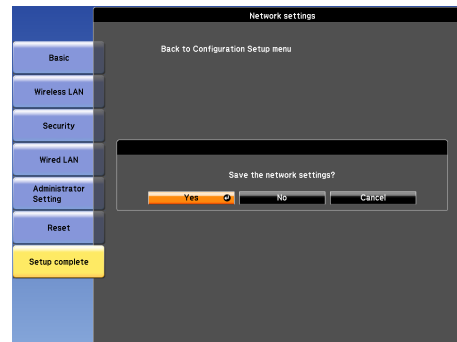 Network settings
Back to Configuration Setup menu
Basic
Wireless LAN
Security
Wired LAN
Administrator
Setting
Reset
Setup complete
Save the network settings?
Yes
No
Cancel